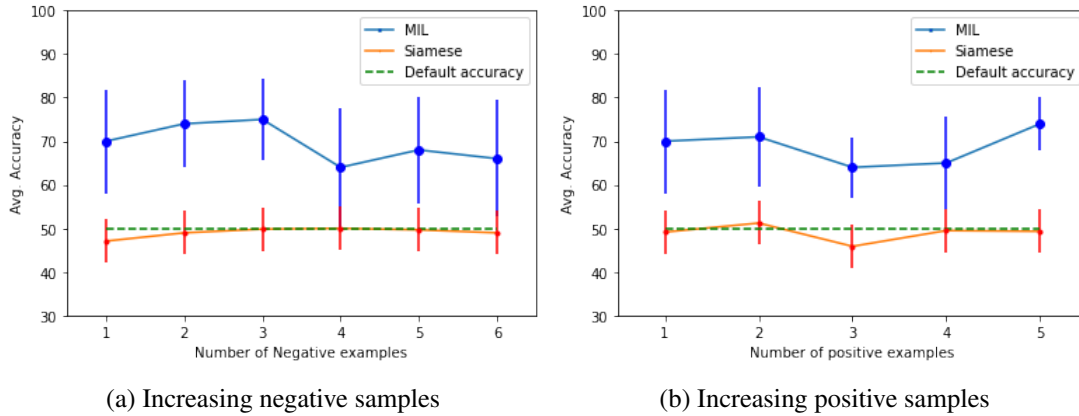 100
90
80
70
60
50
40
30
Avg. Accuracy
1 2 3 4 5 6
Number of Negative examples
MIL
Siamese
Default accuracy
(a) Increasing negative samples
100
90
80
70
60
50
40
30
Avg. Accuracy
1 2 3 4 5
Number of positive examples
MIL
Siamese
Default accuracy
(b) Increasing positive samples